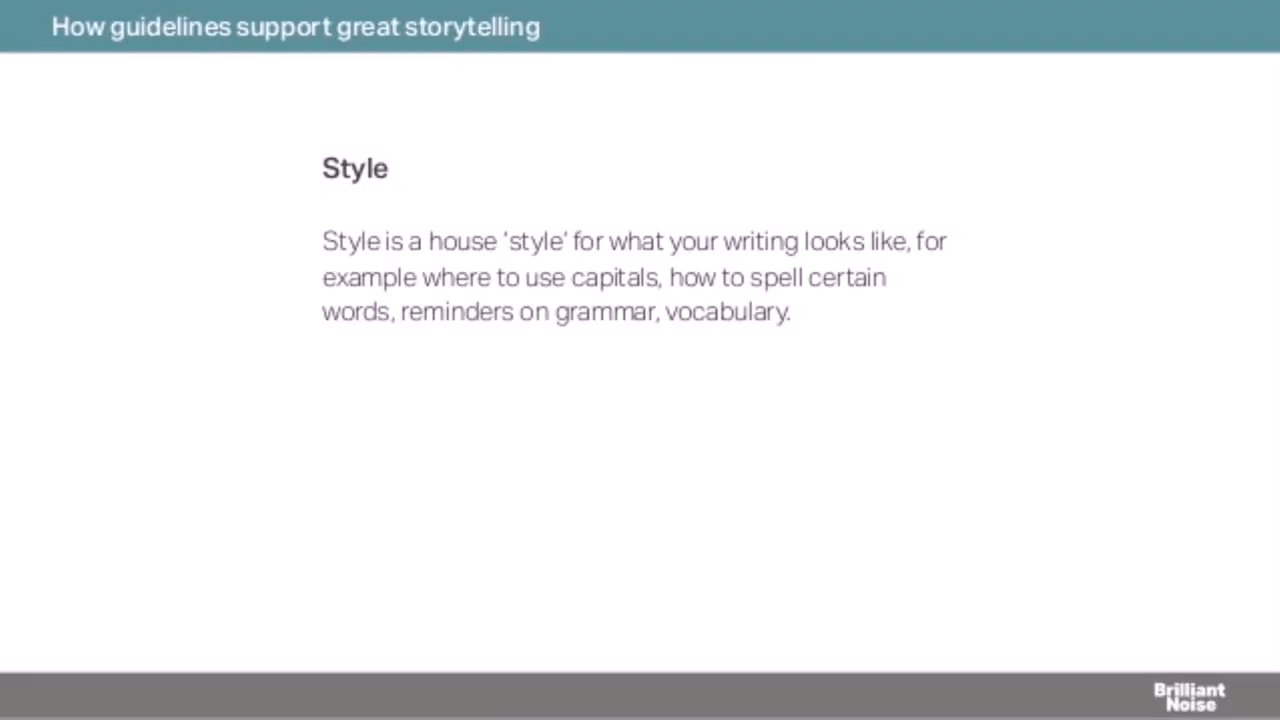 How guidelines support great storytelling
Style
Style is a house ‘style’ for what your writing looks like, for
example where to use capitals, how to spell certain
words, reminders on grammar, vocabulary.
Brilliant
Noise